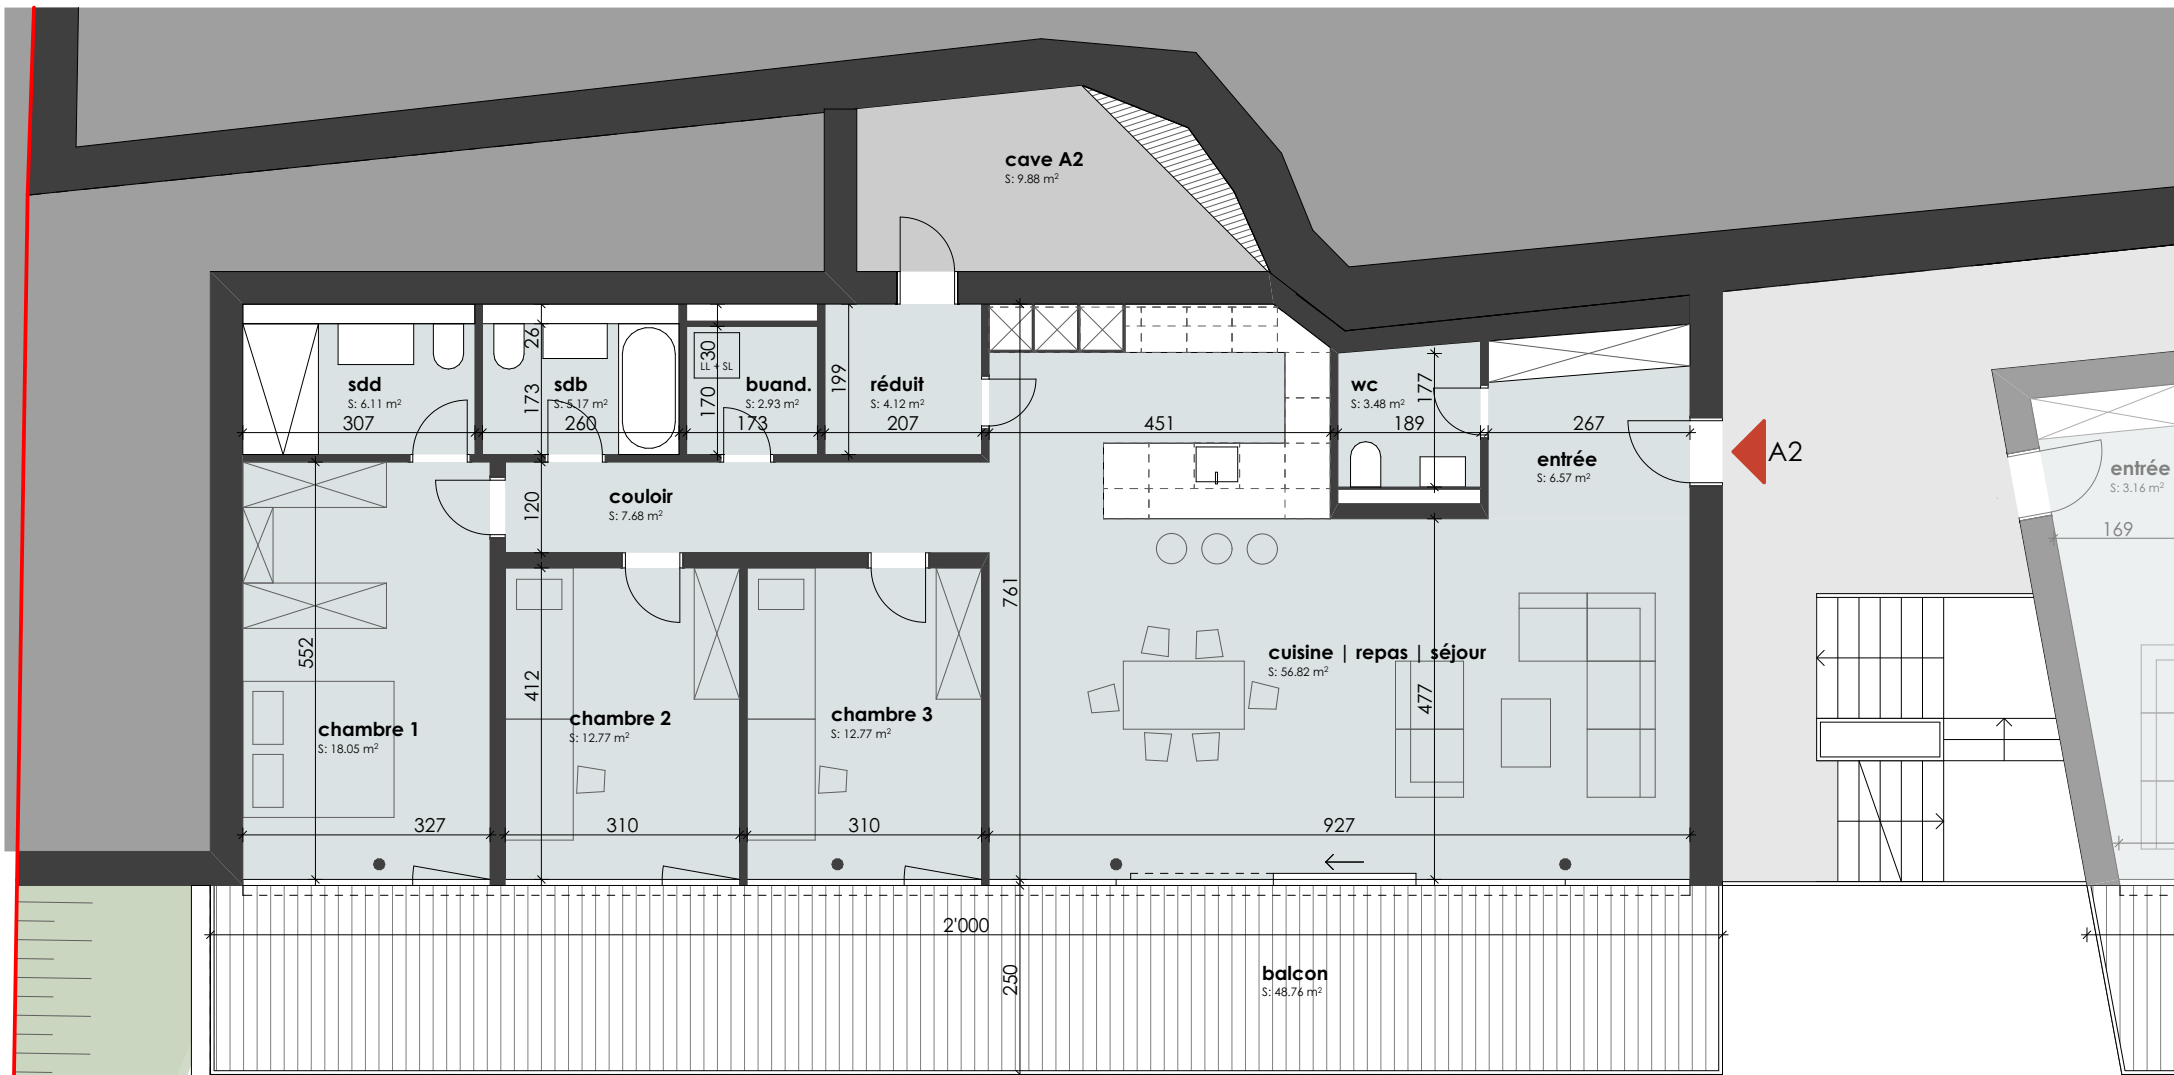 cave A2
S: 9.88 m²
sdd
S: 6.11 m²
307
26
173
sdb
S: 5.17 m²
260
30
LL + SL
170
buand.
S: 2.93 m²
173
199
réduit
S: 4.12 m²
207
451
wc
S: 3.48 m²
177
189
267
entrée
S: 6.57 m²
A2
entrée
S: 3.16 m²
169
couloir
S: 7.68 m²
120
761
552
412
477
cuisine | repas | séjour
S: 56.82 m²
chambre 1
S: 18.05 m²
chambre 2
S: 12.77 m²
chambre 3
S: 12.77 m²
327
310
310
927
2'000
250
balcon
S: 48.76 m²